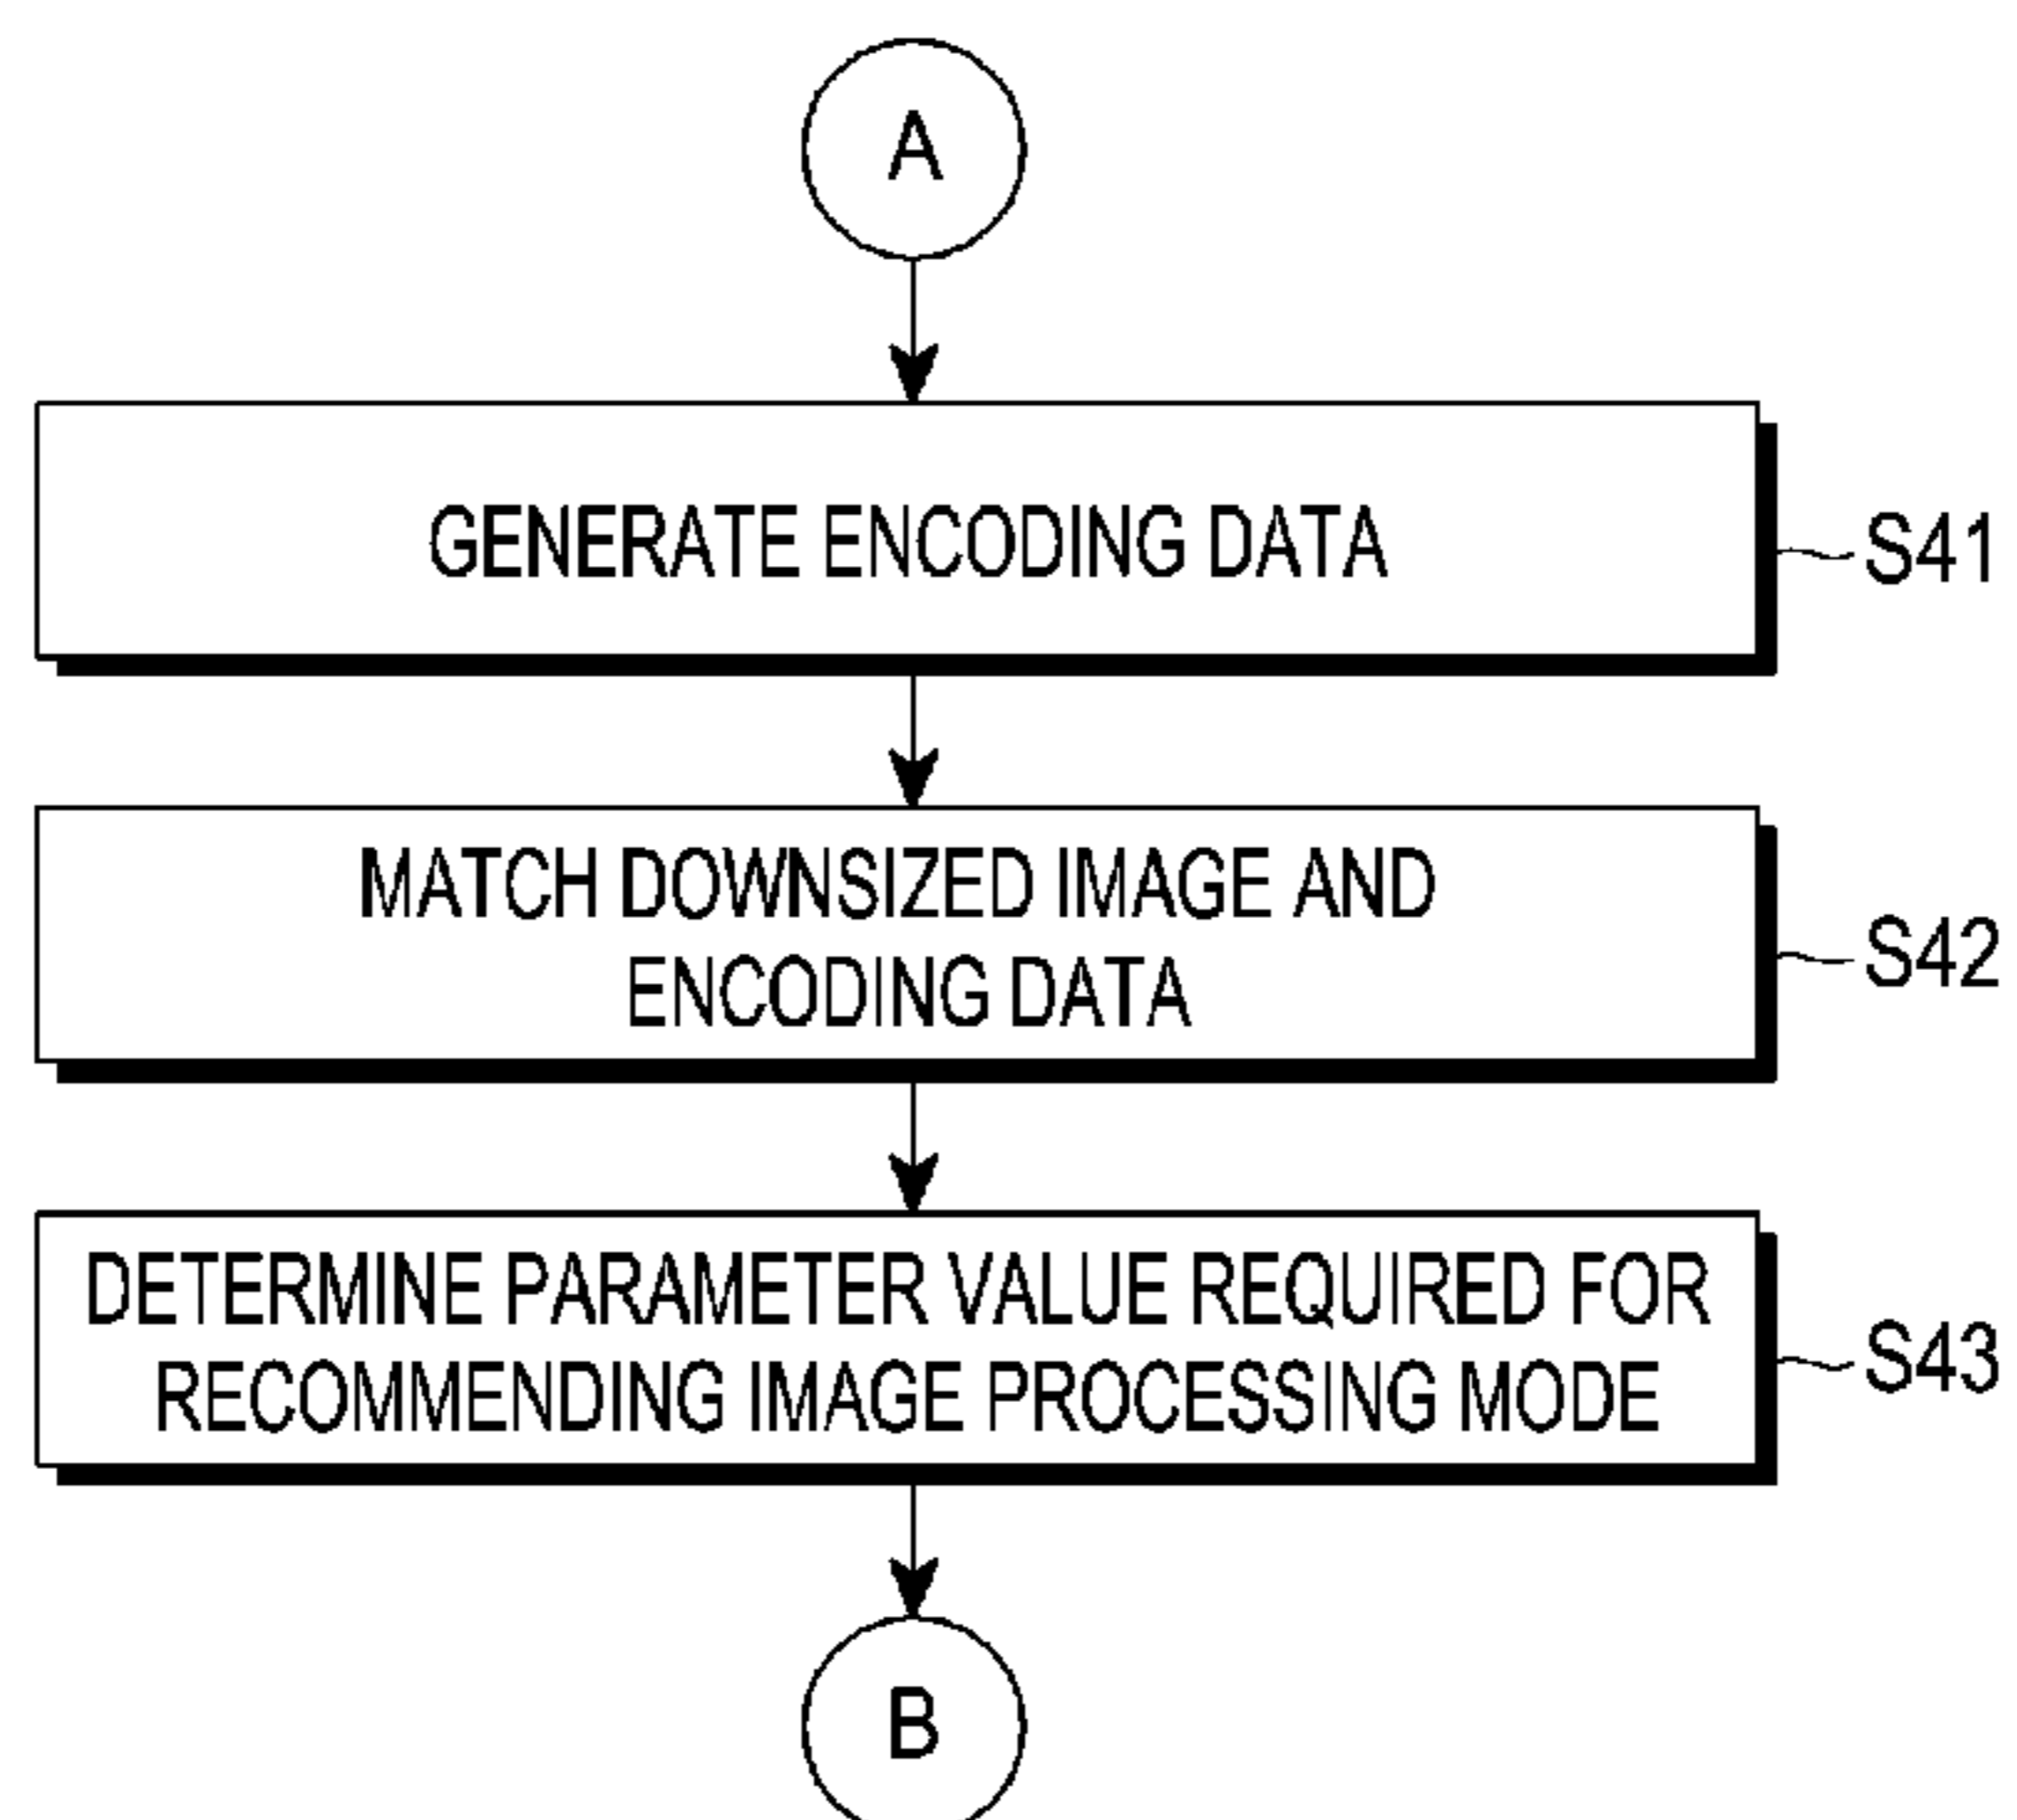 A
GENERATE ENCODING DATA
S41
MATCH DOWNSIZED IMAGE AND
ENCODING DATA
S42
DETERMINE PARAMETER VALUE REQUIRED FOR
RECOMMENDING IMAGE PROCESSING MODE
S43
B